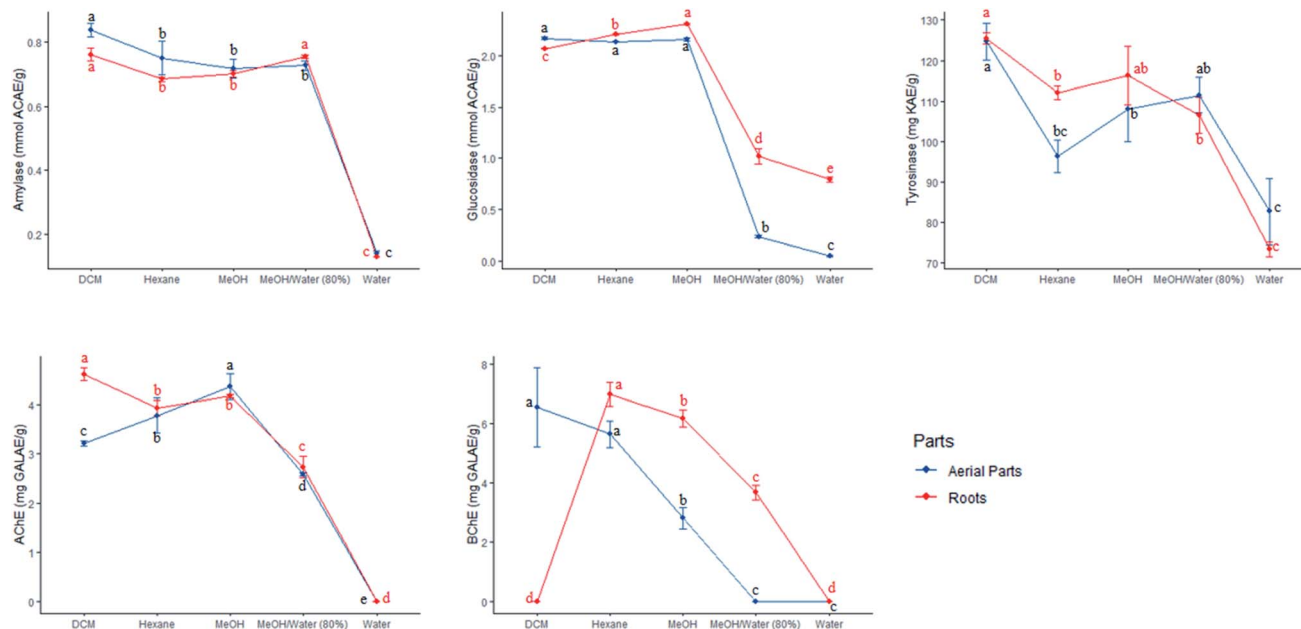 Amylase (mmol ACAE/g)
0.8
0.6
0.4
0.2
a
b
b
a
a
b
b
b
c
c
DCM
Hexane
MeOH
MeOH/Water (80%)
Water
Glucosidase (mmol ACAE/g)
2.0
1.5
1.0
0.5
0.0
a
b
a
c
a
a
d
e
b
c
DCM
Hexane
MeOH
MeOH/Water (80%)
Water
Tyrosinase (mg KAE/g)
130
120
110
100
90
80
70
a
a
b
ab
ab
bc
b
b
c
c
DCM
Hexane
MeOH
MeOH/Water (80%)
Water
AChE (mg GALAE/g)
4
3
2
1
0
a
b
a
c
b
b
c
d
e
d
DCM
Hexane
MeOH
MeOH/Water (80%)
Water
BChE (mg GALAE/g)
8
6
4
2
0
a
a
b
a
b
c
d
c
d
c
DCM
Hexane
MeOH
MeOH/Water (80%)
Water
Parts
Aerial Parts
Roots